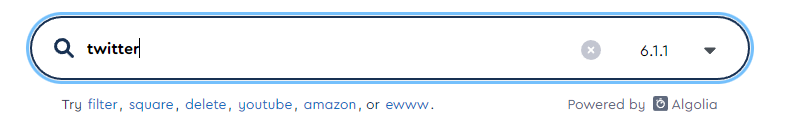 twitter 6.1.1
Try filter, square, delete, youtube, amazon, or ewww. Powered by Algolia